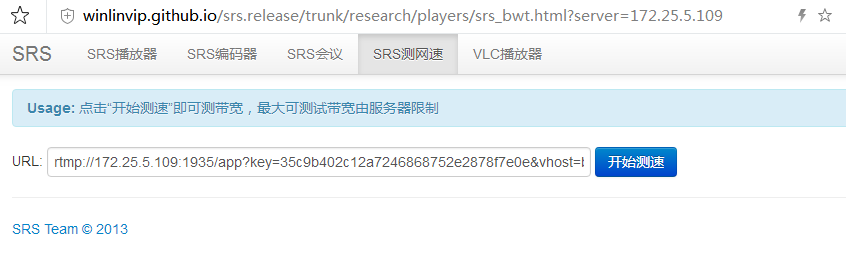 winlinvip.github.io/srs.release/trunk/research/players/srs_bwt.html?server=172.25.5.109
SRS SRS播放器 SRS编码器 SRS会议 SRS测网速 VLC播放器
Usage: 点击“开始测速”即可测带宽，最大可测试带宽由服务器限制
URL: rtmp://172.25.5.109:1935/app?key=35c9b402c12a7246868752e2878f7e0e&vhost=b 开始测速
SRS Team © 2013